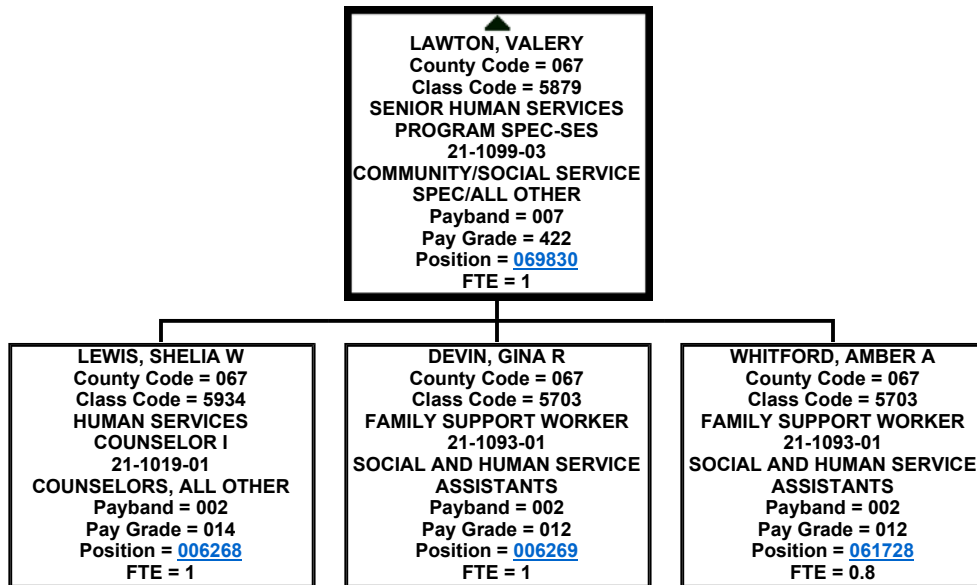 LAWTON, VALERY
County Code = 067
Class Code = 5879
SENIOR HUMAN SERVICES
PROGRAM SPEC-SES
21-1099-03
COMMUNITY/SOCIAL SERVICE
SPEC/ALL OTHER
Payband = 007
Pay Grade = 422
Position = 069830
FTE = 1
LEWIS, SHELIA W
County Code = 067
Class Code = 5934
HUMAN SERVICES
COUNSELOR I
21-1019-01
COUNSELORS, ALL OTHER
Payband = 002
Pay Grade = 014
Position = 006268
FTE = 1
DEVIN, GINA R
County Code = 067
Class Code = 5703
FAMILY SUPPORT WORKER
21-1093-01
SOCIAL AND HUMAN SERVICE
ASSISTANTS
Payband = 002
Pay Grade = 012
Position = 006269
FTE = 1
WHITFORD, AMBER A
County Code = 067
Class Code = 5703
FAMILY SUPPORT WORKER
21-1093-01
SOCIAL AND HUMAN SERVICE
ASSISTANTS
Payband = 002
Pay Grade = 012
Position = 061728
FTE = 0.8